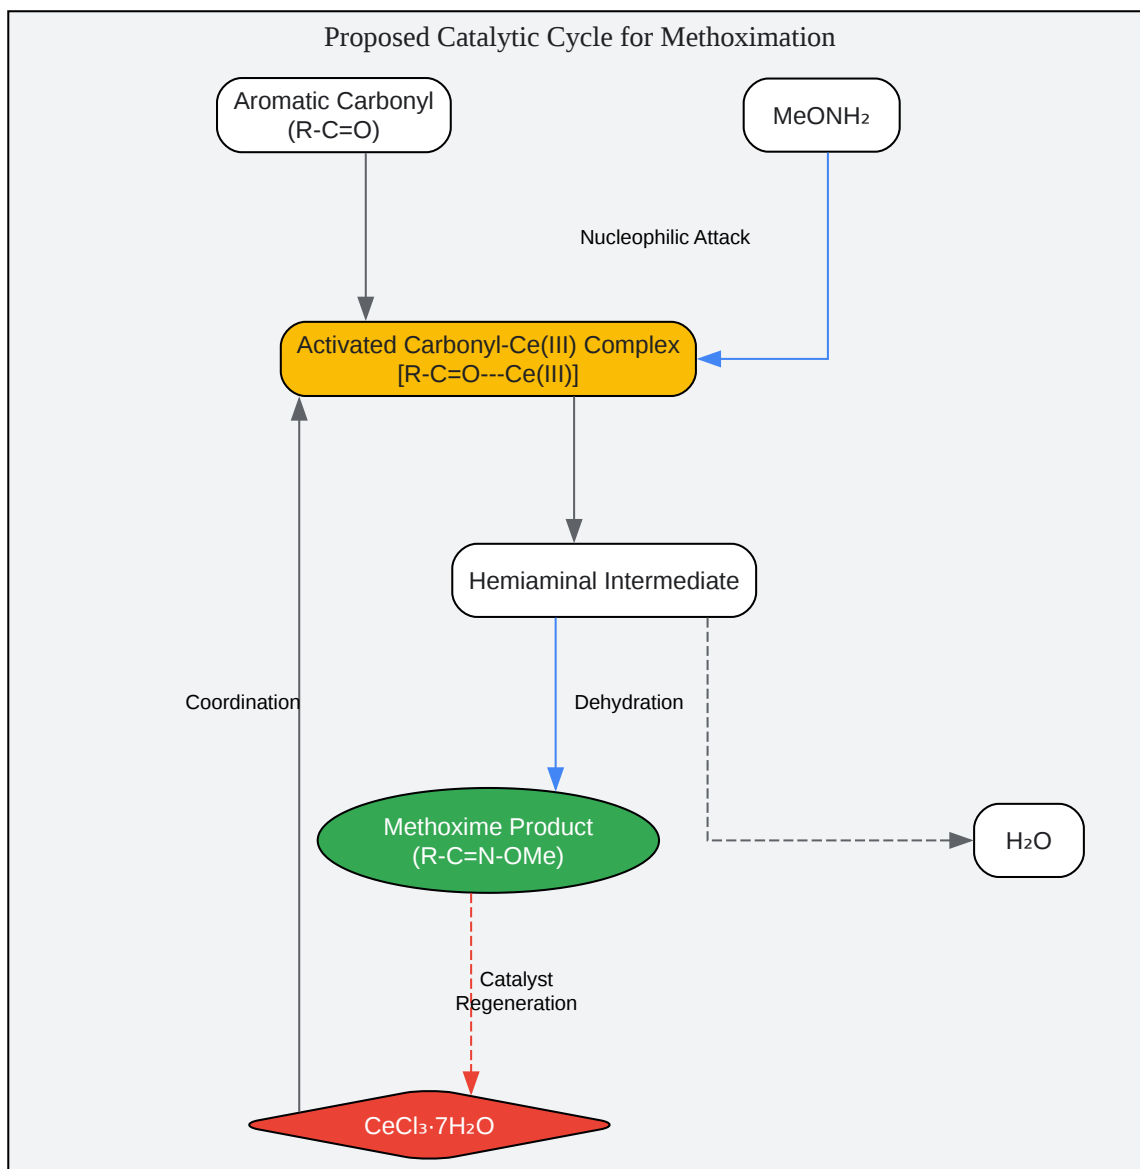 Proposed Catalytic Cycle for Methoximation
Aromatic Carbonyl
(R-C=O)
MeONH₂
Nucleophilic Attack
Activated Carbonyl-Ce(III) Complex
[R-C=O---Ce(III)]
Hemiaminal Intermediate
Coordination
Dehydration
Methoxime Product
(R-C=N-OMe)
H₂O
Catalyst
Regeneration
CeCl₃·7H₂O